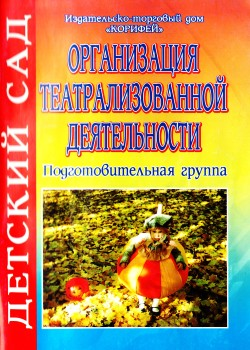 Издательско-торговый дом
«КОРИФЕЙ»
ОРГАНИЗАЦИЯ
ТЕАТРАЛИЗОВАННОЙ
ДЕЯТЕЛЬНОСТИ
Подготовительная группа
ДЕТСКИЙ САД